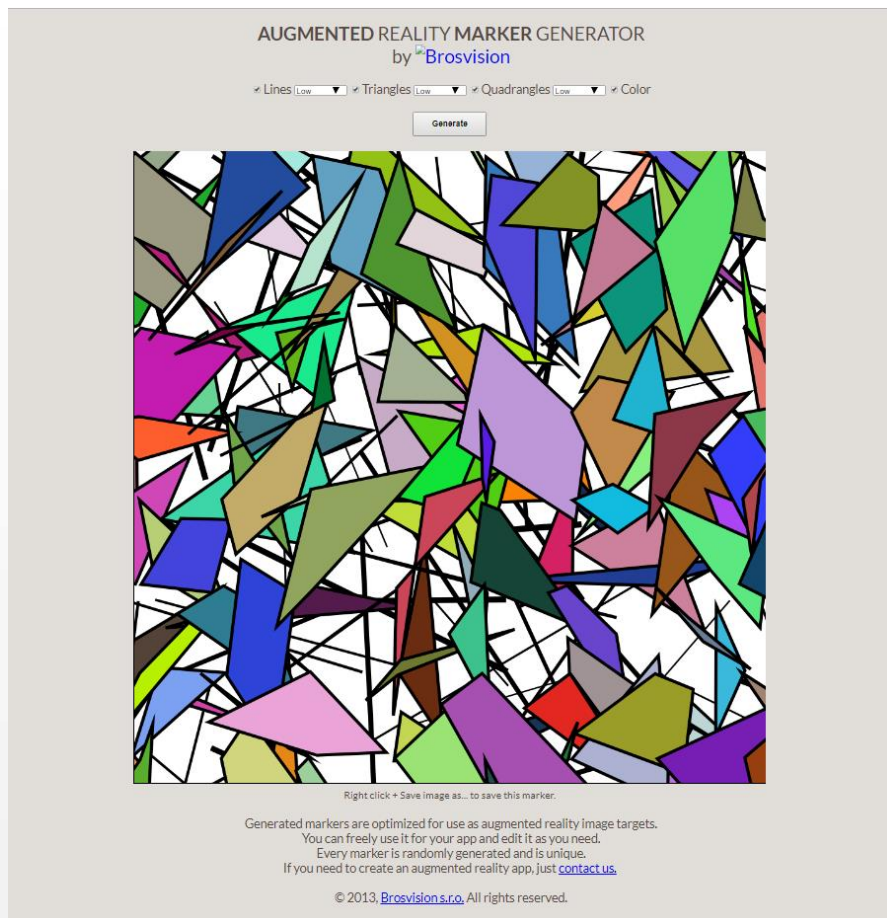 AUGMENTED REALITY MARKER GENERATOR
by Brosvision
Lines Low Triangles Low Quadrangles Low Color
Generate
Right click + Save image as... to save this marker.
Generated markers are optimized for use as augmented reality image targets.
You can freely use it for your app and edit it as you need.
Every marker is randomly generated and is unique.
If you need to create an augmented reality app, just contact us.
© 2013, Brosvision s.r.o. All rights reserved.